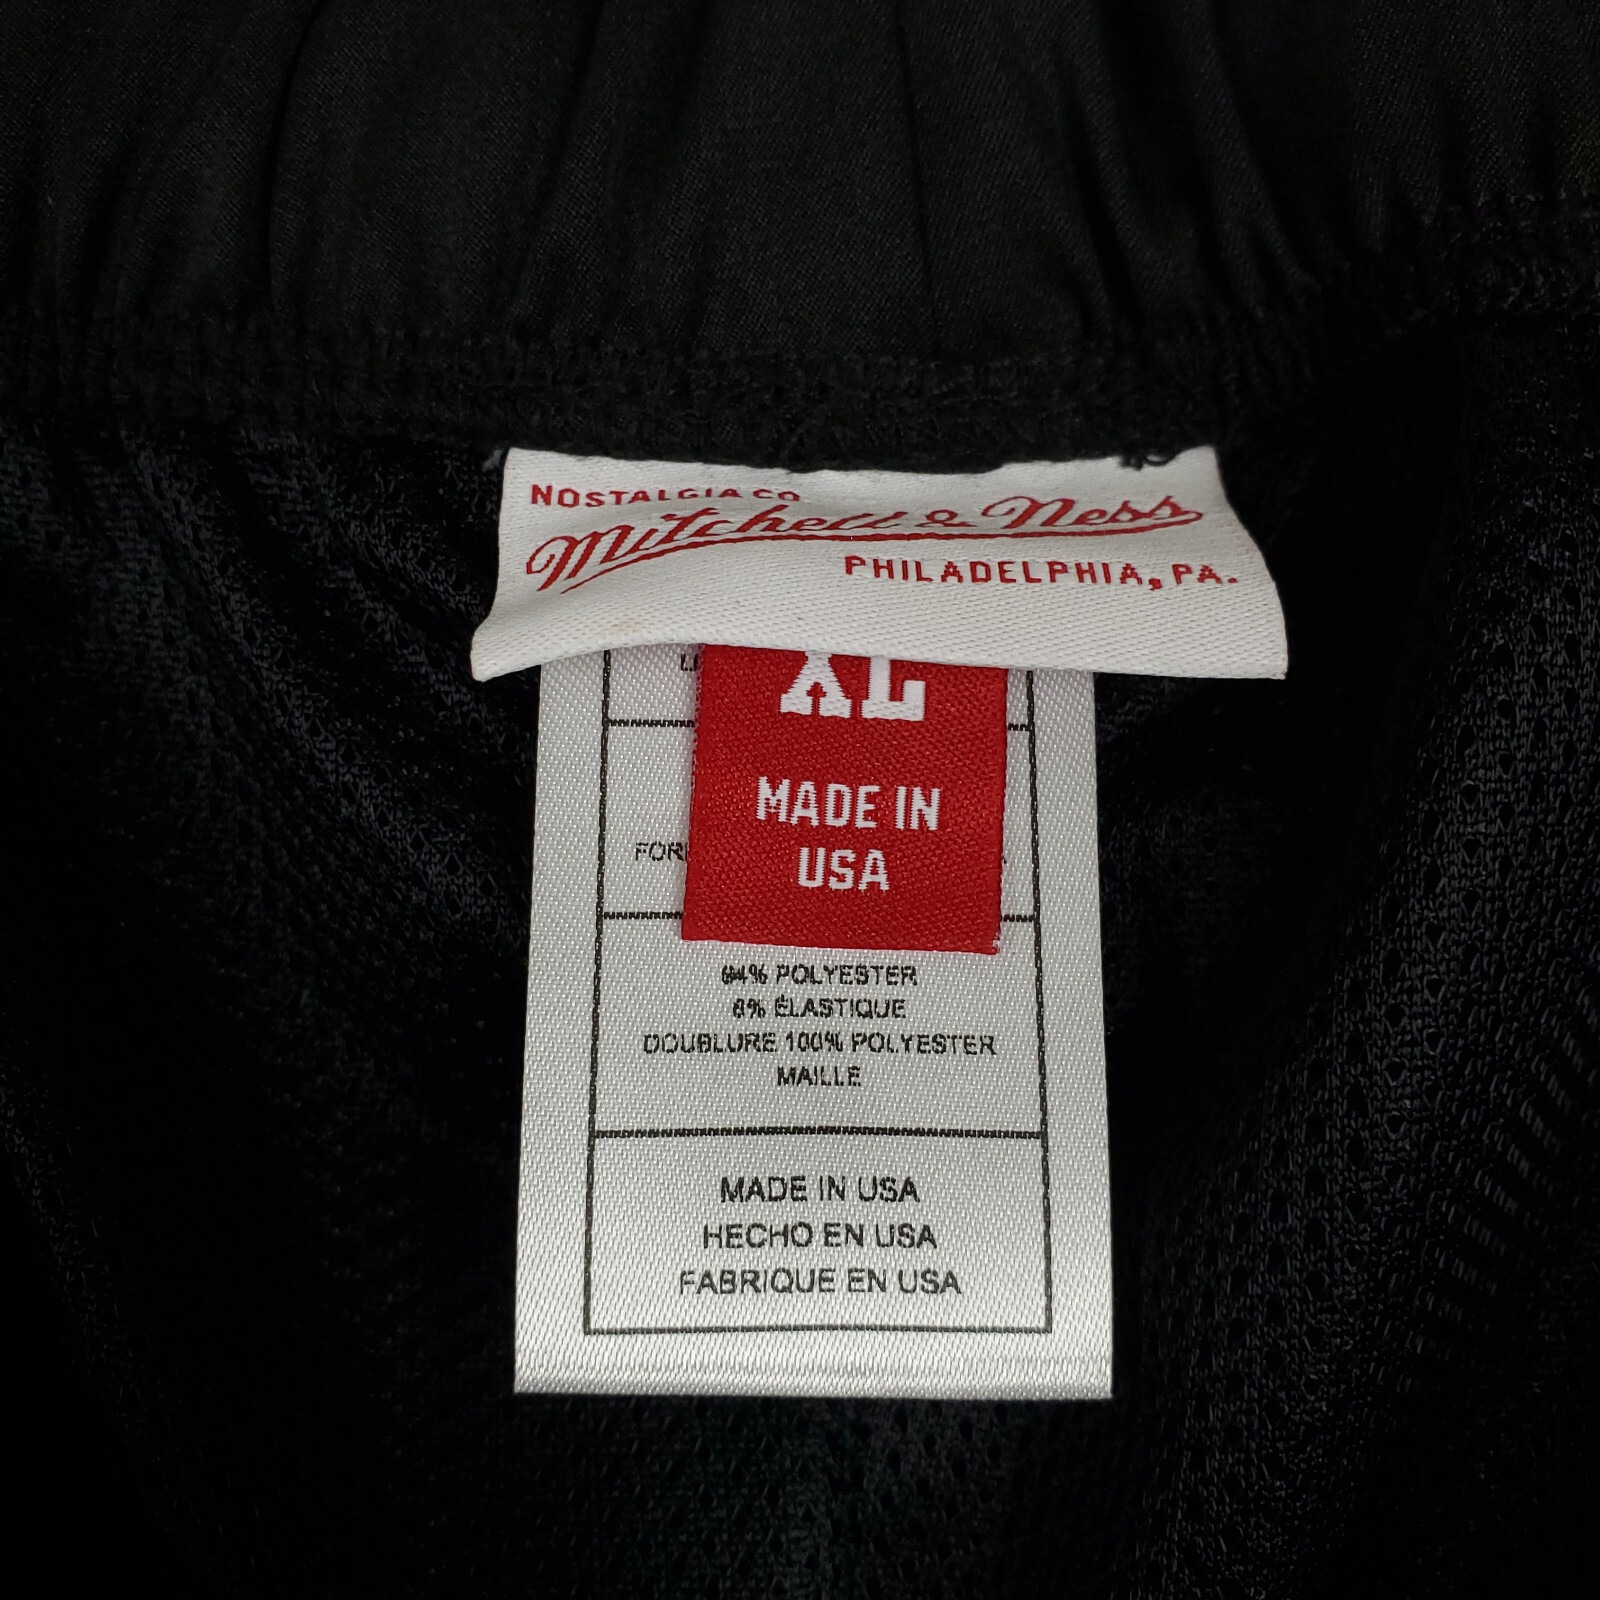 NOSTALGIA CO
Mitchell & Ness
PHILADELPHIA, PA.
XL
MADE IN
USA
POLYESTER
ÉLASTIQUE
DOUBLURE 100% POLYESTER
MAILLE
MADE IN USA
HECHO EN USA
FABRIQUE EN USA